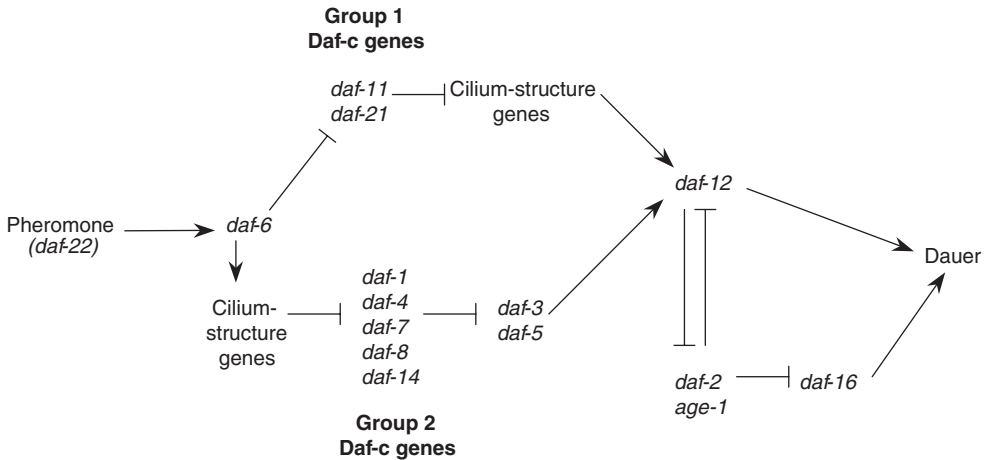 Group 1
Daf-c genes
daf-11
daf-21
Cilium-structure
genes
daf-12
Pheromone
(daf-22)
daf-6
Dauer
Cilium-
structure
genes
daf-1
daf-4
daf-7
daf-8
daf-14
daf-3
daf-5
daf-2
age-1
daf-16
Group 2
Daf-c genes